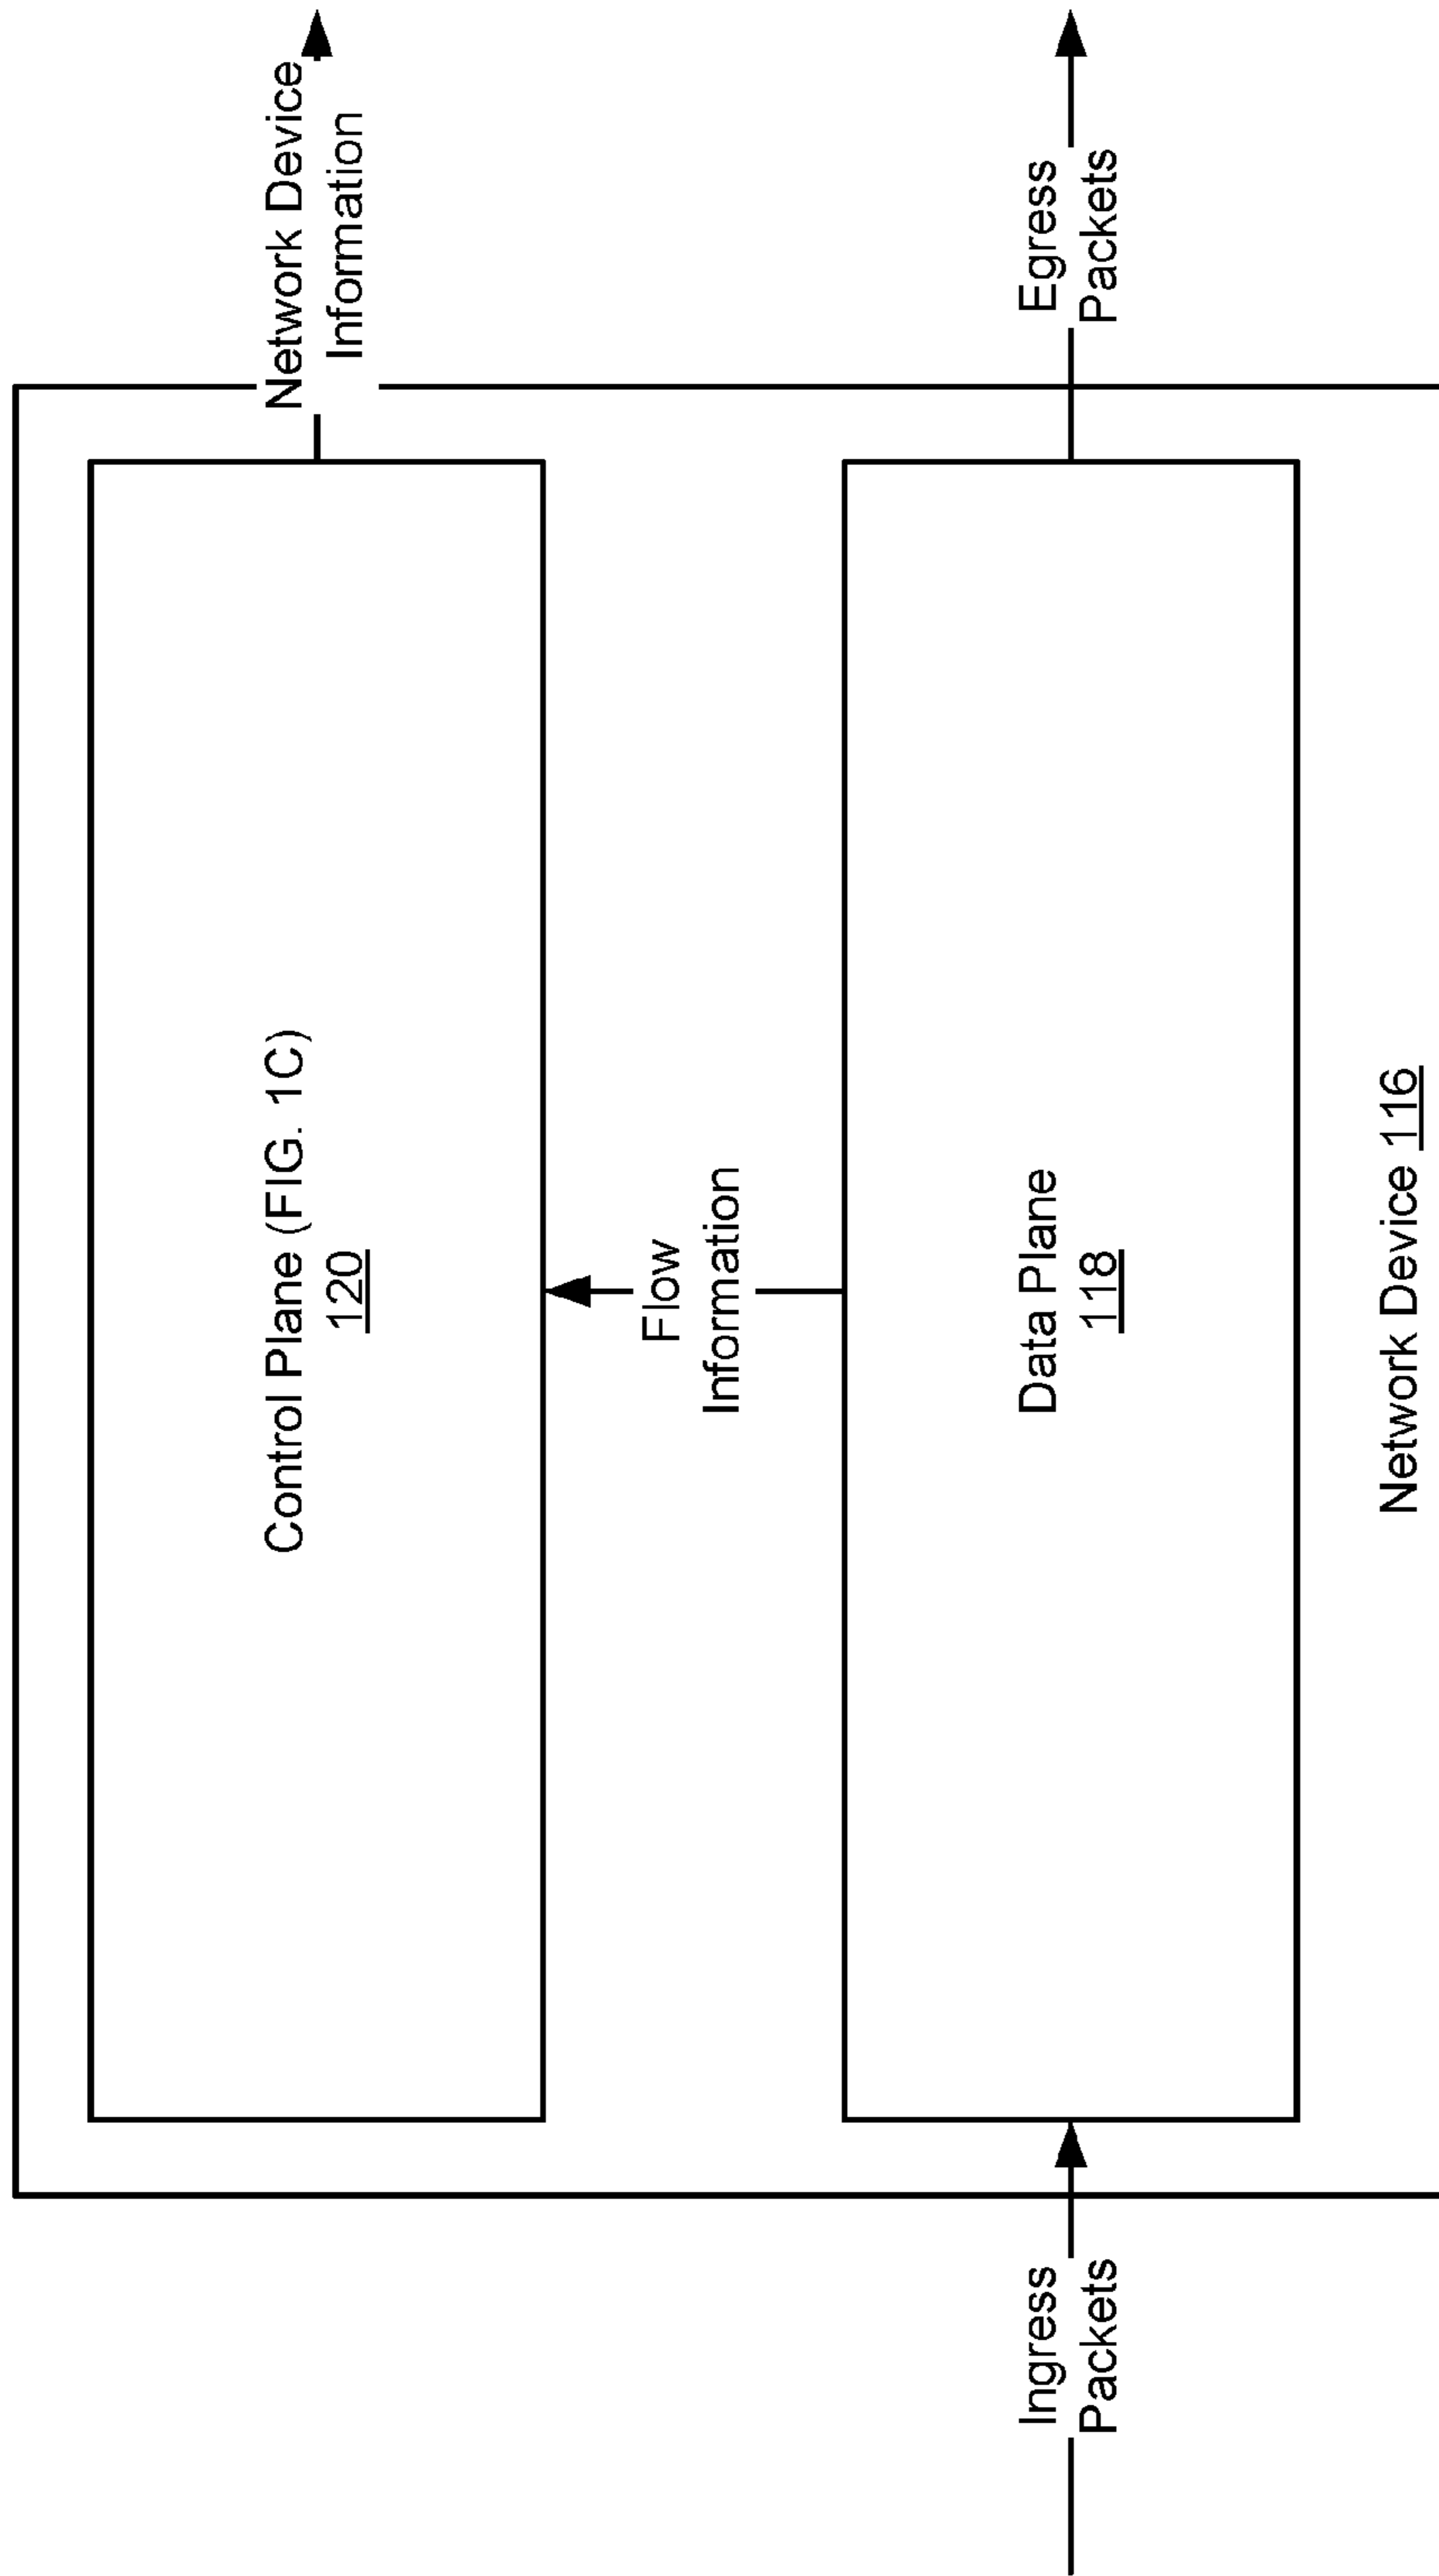 Network Device
Information
Control Plane (FIG. 1C)
120
Flow
Information
Ingress
Packets
Data Plane
118
Egress
Packets
Network Device 116